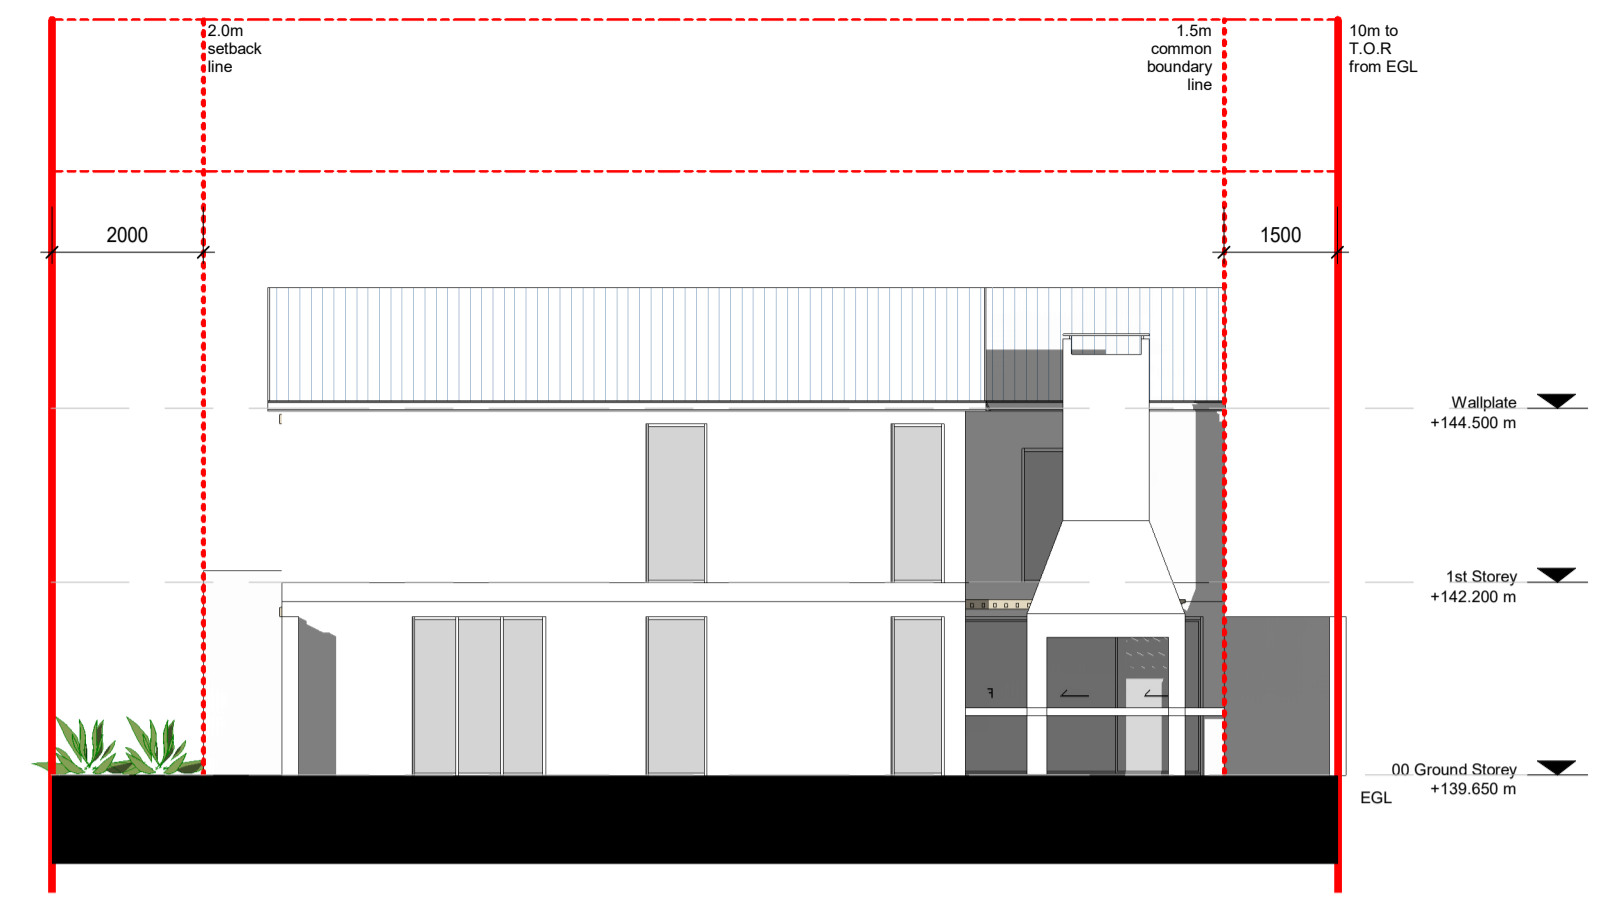 2.0m
setback
line
1.5m
common
boundary
line
10m to
T.O.R
from EGL
2000
1500
Wallplate
+144.500 m
1st Storey
+142.200 m
00 Ground Storey
+139.650 m
EGL